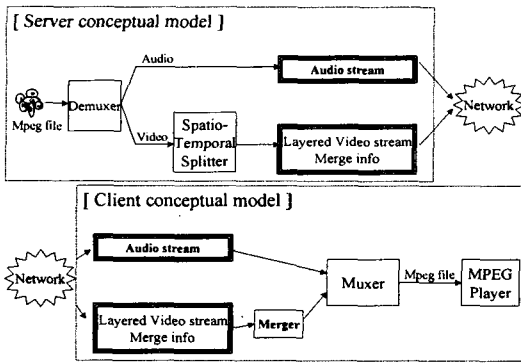 [ Server conceptual model ]
Audio
Audio stream
Mpeg file
Demuxer
Network
Video
Spatio-
Temporal
Splitter
Layered Video stream
Merge info
[ Client conceptual model ]
Audio stream
Network
Muxer
Mpeg file
MPEG
Player
Layered Video stream
Merge info
Merger